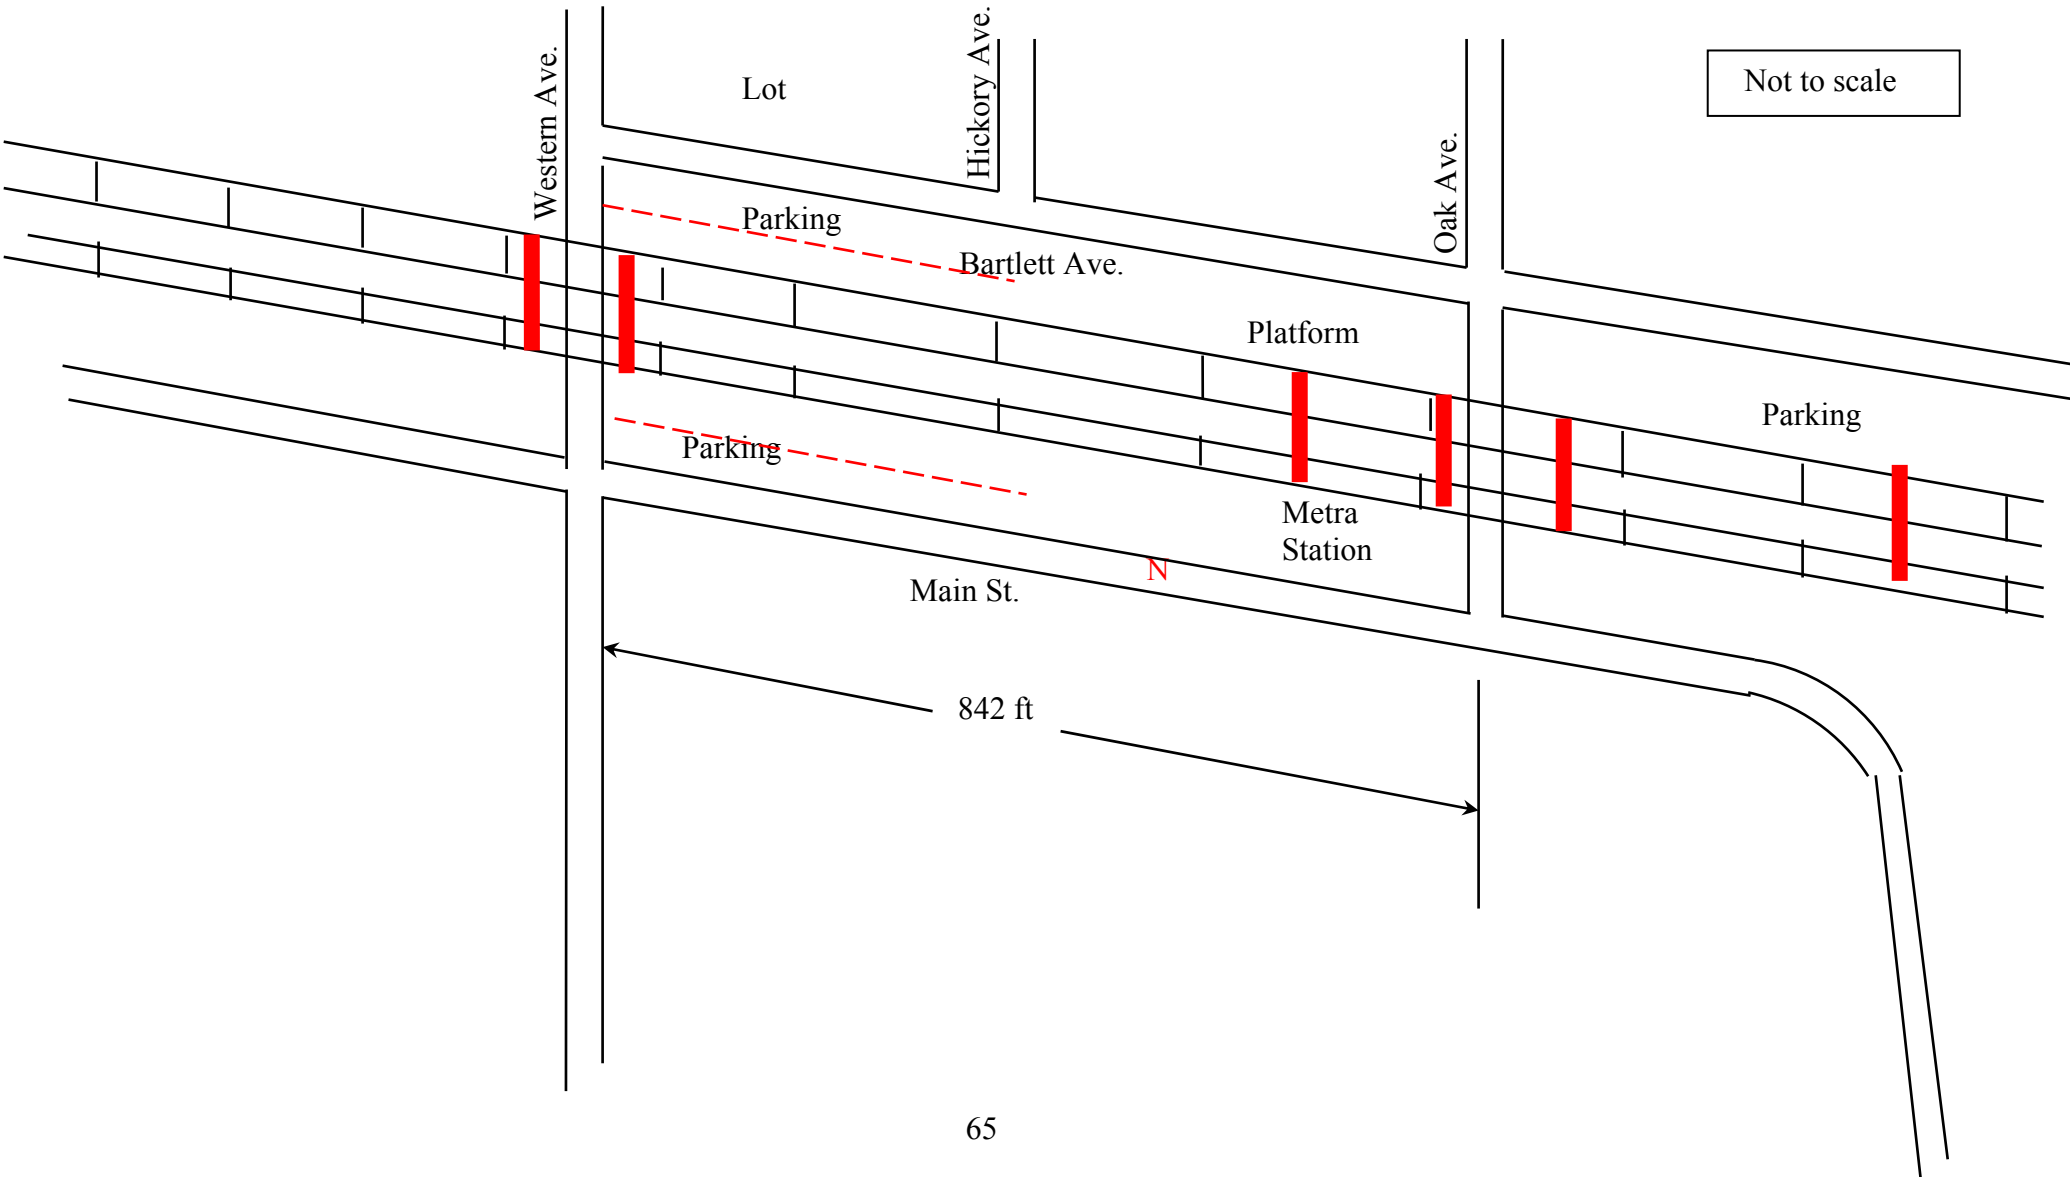 Western Ave.
Lot
Hickory Ave.
Oak Ave.
Not to scale
Parking
Bartlett Ave.
Platform
Parking
Parking
Metra
Station
N
Main St.
842 ft
65